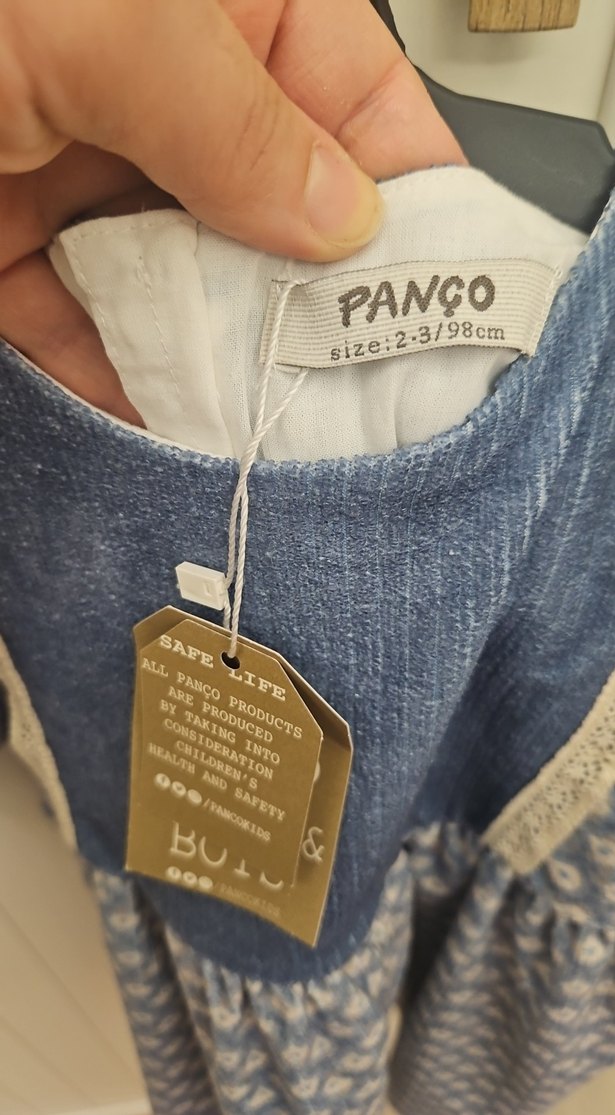 PANÇO
size:2-3/98cm
SAFE LIFE
ALL PANÇO PRODUCTS
ARE PRODUCED
BY TAKING INTO
CONSIDERATION
CHILDREN'S
HEALTH AND SAFETY
/PANCOKIDS
&
/PANCOKIDS